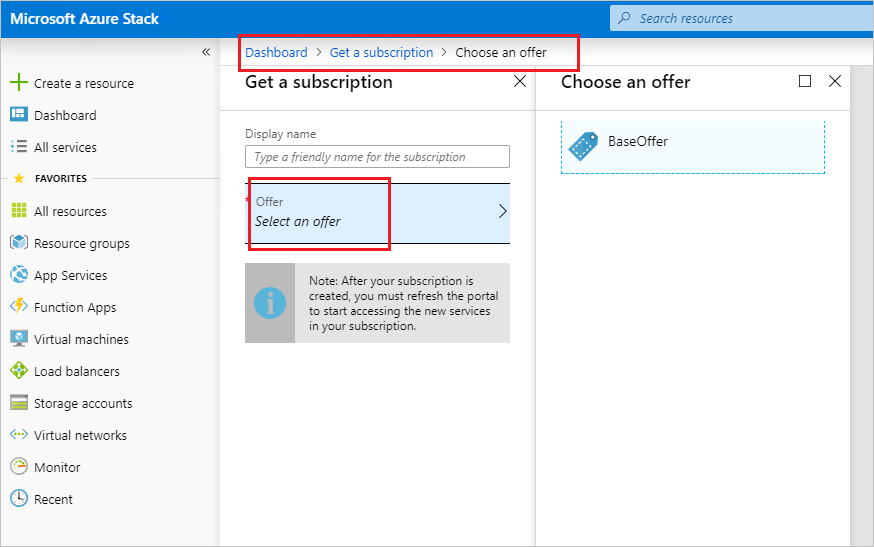 Microsoft Azure Stack
Search resources
«
Dashboard > Get a subscription > Choose an offer
Create a resource
Dashboard
All services
FAVORITES
All resources
Resource groups
App Services
Function Apps
Virtual machines
Load balancers
Storage accounts
Virtual networks
Monitor
Recent
Get a subscription
Display name
Type a friendly name for the subscription
* Offer
Select an offer
Note: After your subscription is
created, you must refresh the portal
to start accessing the new services
in your subscription.
Choose an offer
BaseOffer